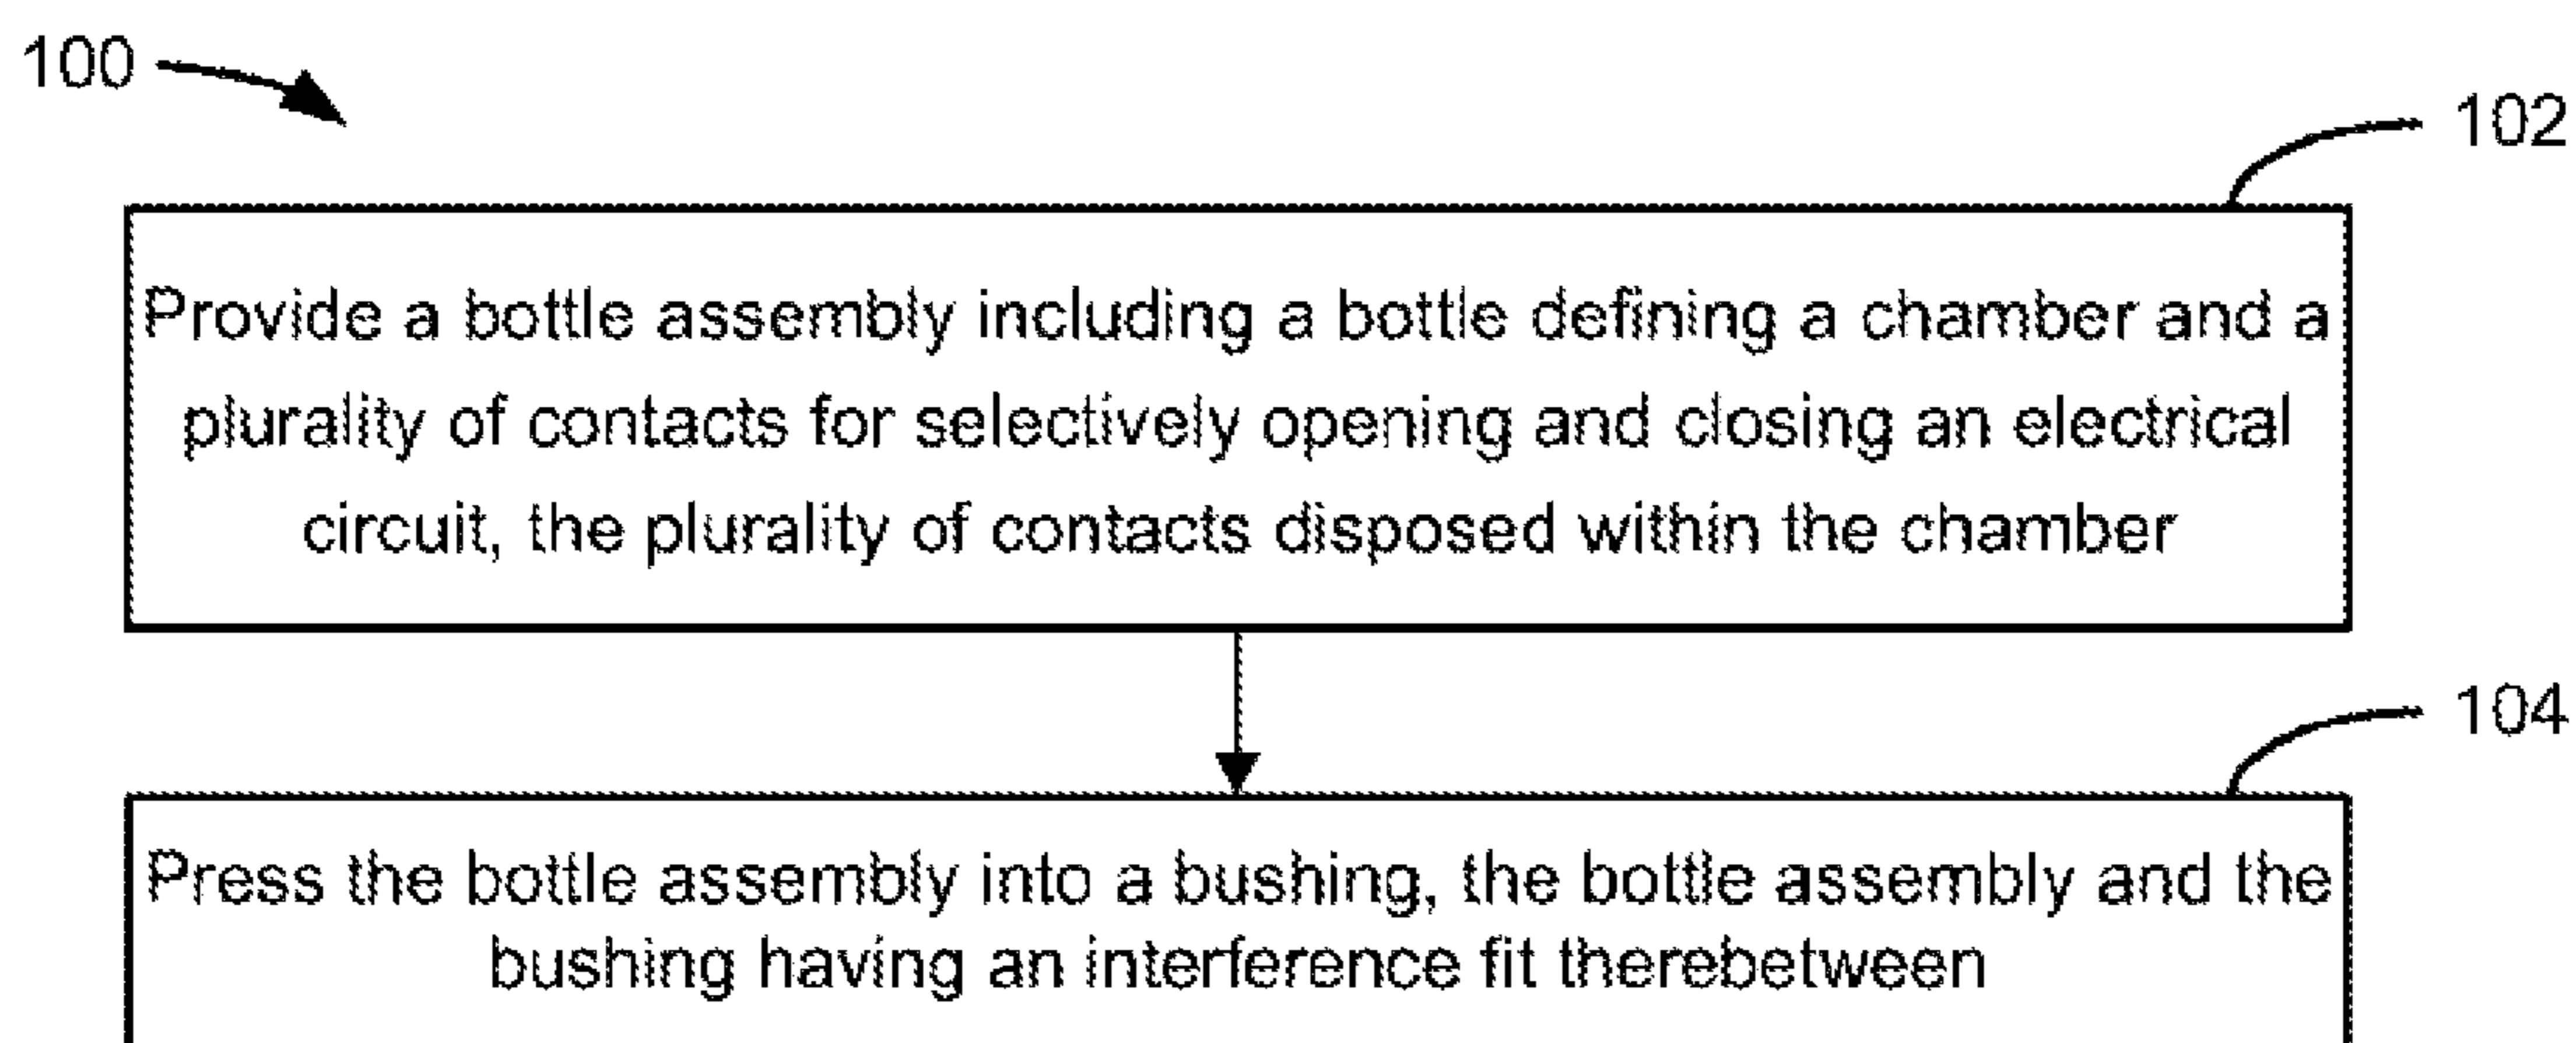 100
102
Provide a bottle assembly including a bottle defining a chamber and a
plurality of contacts for selectively opening and closing an electrical
circuit, the plurality of contacts disposed within the chamber
104
Press the bottle assembly into a bushing, the bottle assembly and the
bushing having an interference fit therebetween